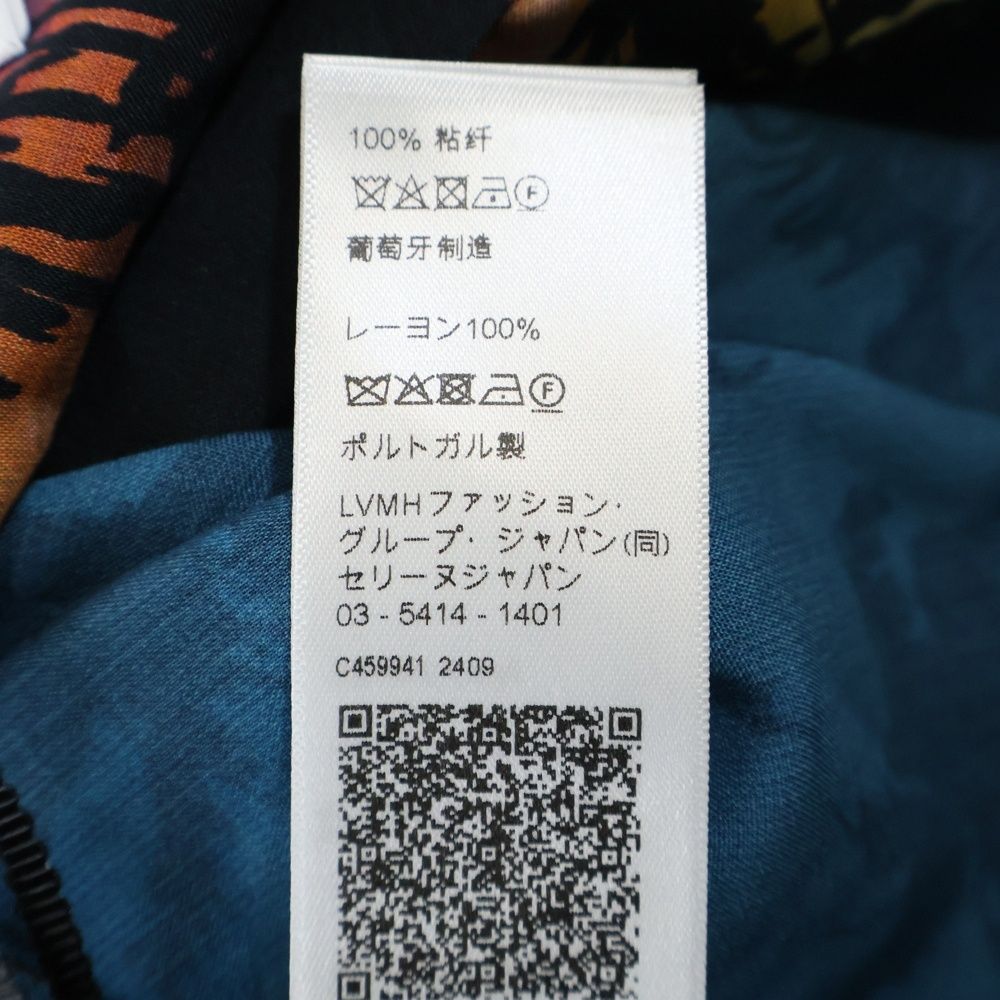 100% 粘纤
葡萄牙制造
レーヨン100%
ポルトガル製
LVMHファッション・
グループ・ジャパン(同)
セリーヌジャパン
03 - 5414 - 1401
C459941 2409